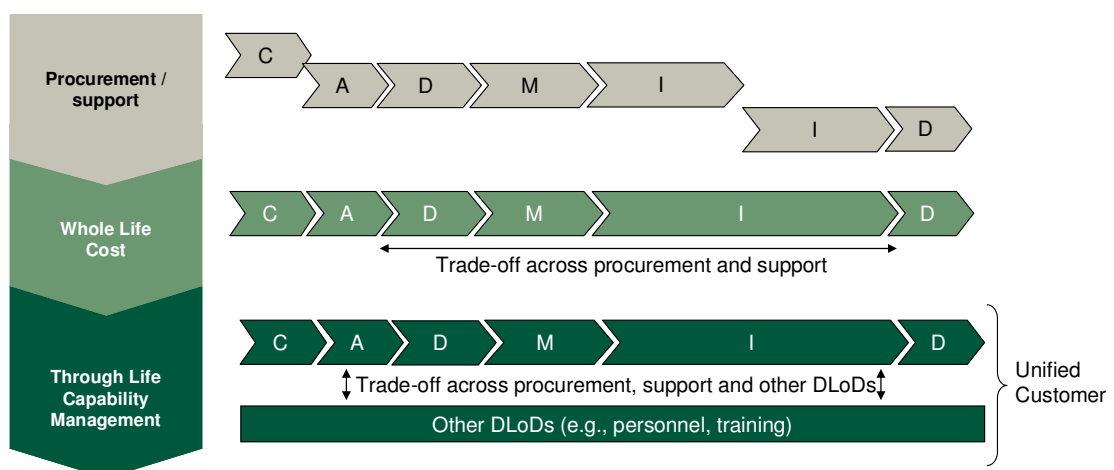 Procurement /
support
C
A D M I
I D
Whole Life
Cost
C A D M I D
Trade-off across procurement and support
Through Life
Capability
Management
C A D M I D
Trade-off across procurement, support and other DLoDs
Other DLoDs (e.g., personnel, training)
Unified
Customer